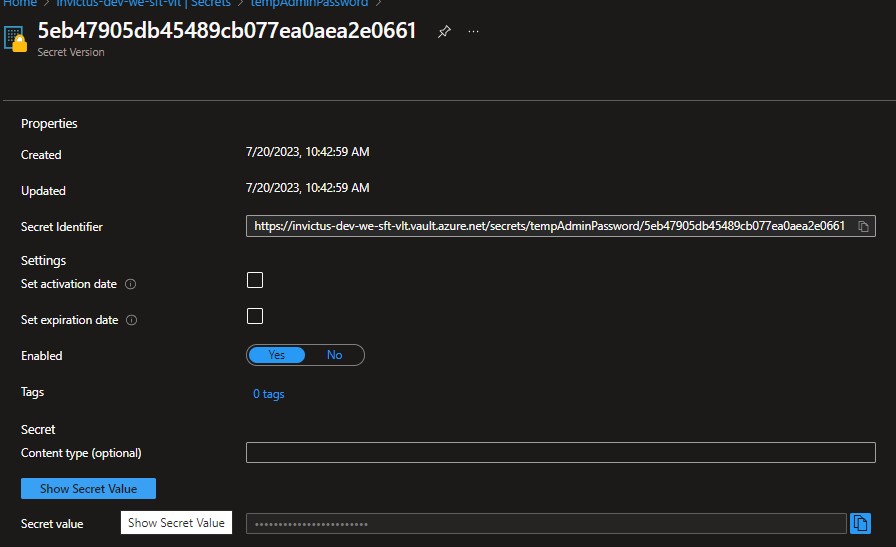 Home > invictus-dev-we-sft-vlt | Secrets > tempAdminPassword >
5eb47905db45489cb077ea0aea2e0661
Secret Version
Properties
Created 7/20/2023, 10:42:59 AM
Updated 7/20/2023, 10:42:59 AM
Secret Identifier https://invictus-dev-we-sft-vlt.vault.azure.net/secrets/tempAdminPassword/5eb47905db45489cb077ea0aea2e0661
Settings
Set activation date
Set expiration date
Enabled Yes No
Tags 0 tags
Secret
Content type (optional)
Show Secret Value
Secret value Show Secret Value